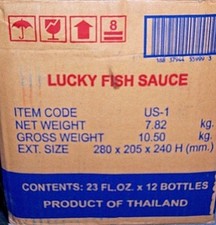 8
LUCKY FISH SAUCE
ITEM CODE US-1
NET WEIGHT 7.82 kg.
GROSS WEIGHT 10.50 kg.
EXT. SIZE 280 x 205 x 240 H (mm.)
CONTENTS: 23 FL.OZ. x 12 BOTTLES
PRODUCT OF THAILAND